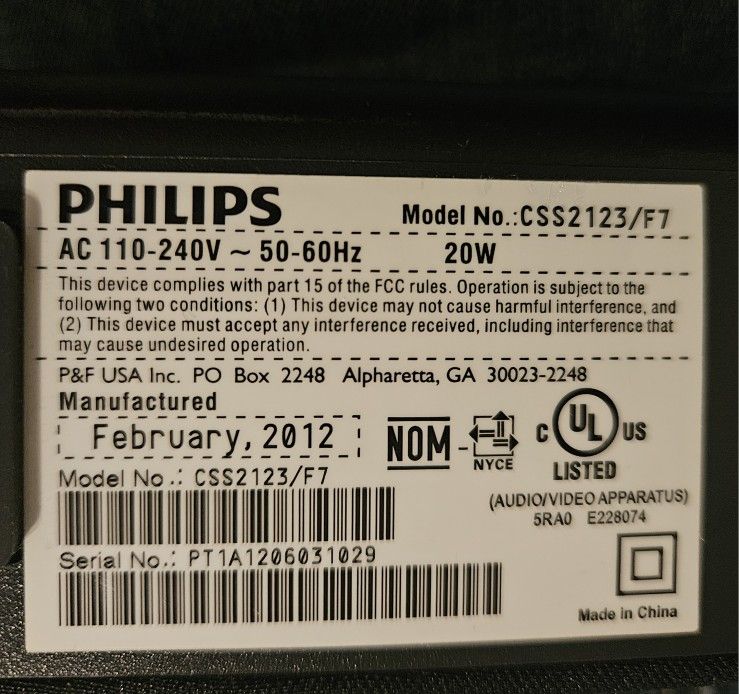 PHILIPS Model No.:CSS2123/F7
AC 110-240V ~ 50-60Hz 20W
This device complies with part 15 of the FCC rules. Operation is subject to the
following two conditions: (1) This device may not cause harmful interference, and
(2) This device must accept any interference received, including interference that
may cause undesired operation.
P&F USA Inc. PO Box 2248 Alpharetta, GA 30023-2248
Manufactured
February, 2012
NOM - NYCE
C UL US
LISTED
Model No.: CSS2123/F7
(AUDIO/VIDEO APPARATUS)
5RA0 E228074
Serial No.: PT1A1206031029
Made in China